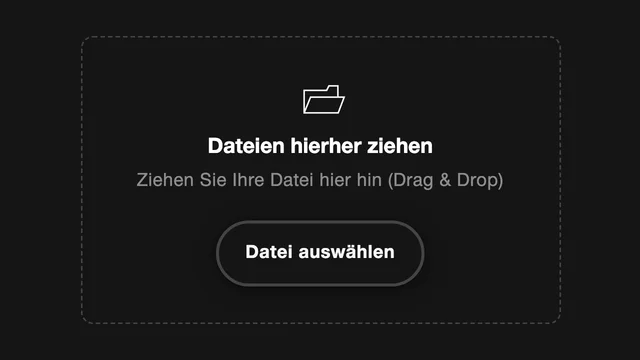 Dateien hierher ziehen
Ziehen Sie Ihre Datei hier hin (Drag & Drop)
Datei auswählen